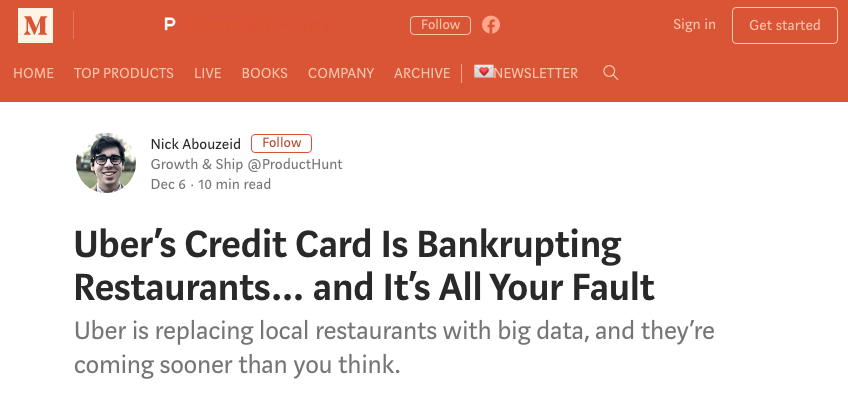 M
P
Follow
Sign in
Get started
HOME TOP PRODUCTS LIVE BOOKS COMPANY ARCHIVE NEWSLETTER
Nick Abouzeid Follow
Growth & Ship @ProductHunt
Dec 6 · 10 min read
Uber’s Credit Card Is Bankrupting
Restaurants… and It’s All Your Fault
Uber is replacing local restaurants with big data, and they’re
coming sooner than you think.